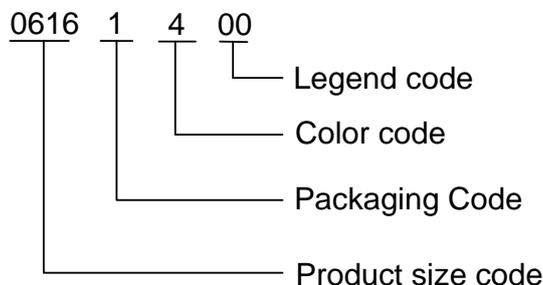 0616 1 4 00
Legend code
Color code
Packaging Code
Product size code